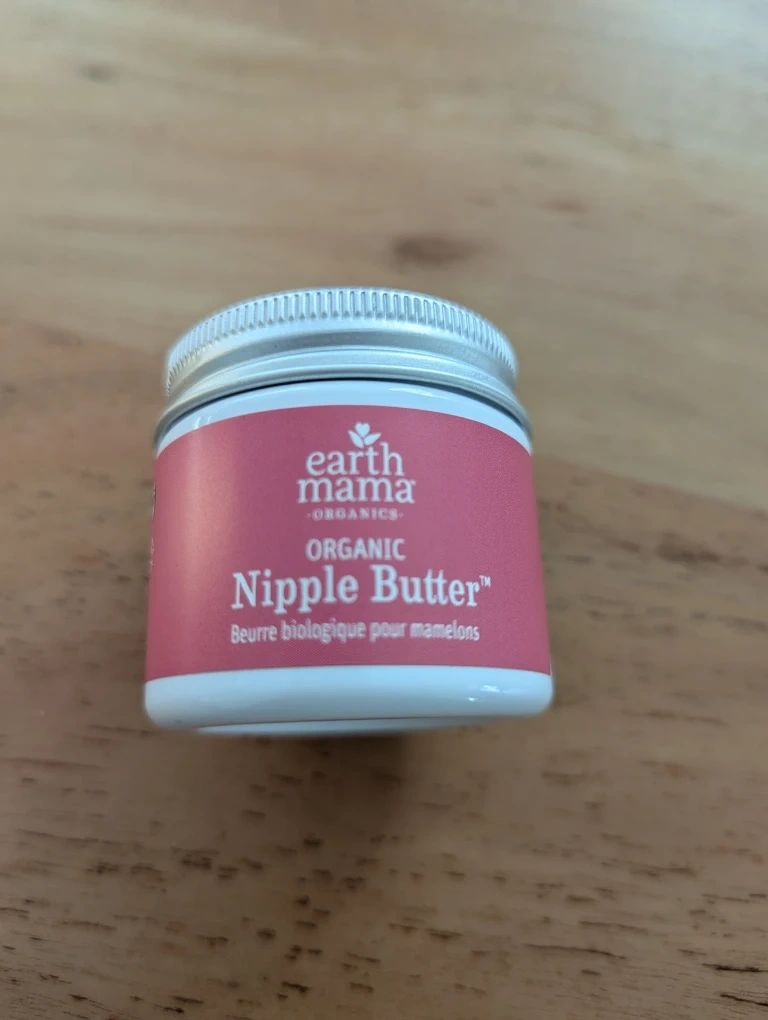 earth
mama
·ORGANICS·
ORGANIC
Nipple Butter™
Beurre biologique pour mamelons